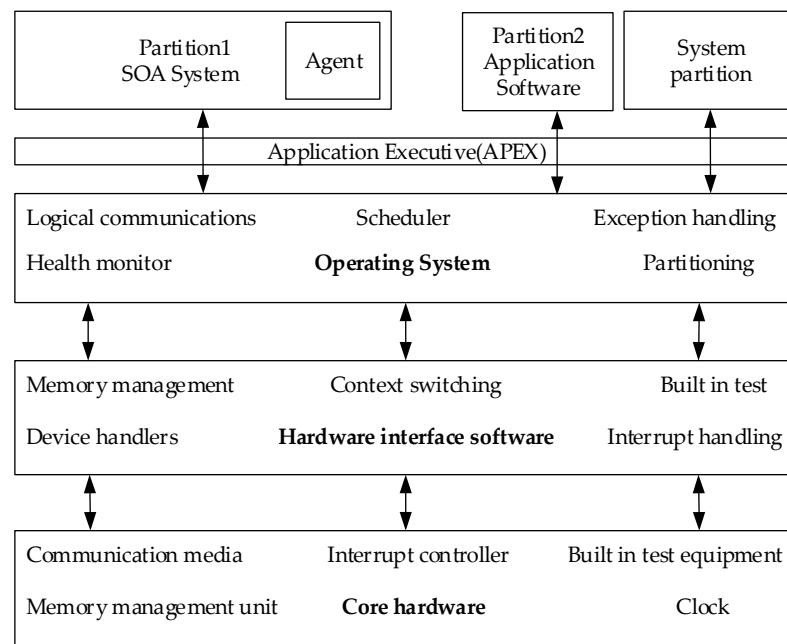 Partition1
SOA System
Agent
Partition2
Application
Software
System
partition
Application Executive(APEX)
Logical communications Scheduler Exception handling
Health monitor Operating System Partitioning
Memory management Context switching Built in test
Device handlers Hardware interface software Interrupt handling
Communication media Interrupt controller Built in test equipment
Memory management unit Core hardware Clock